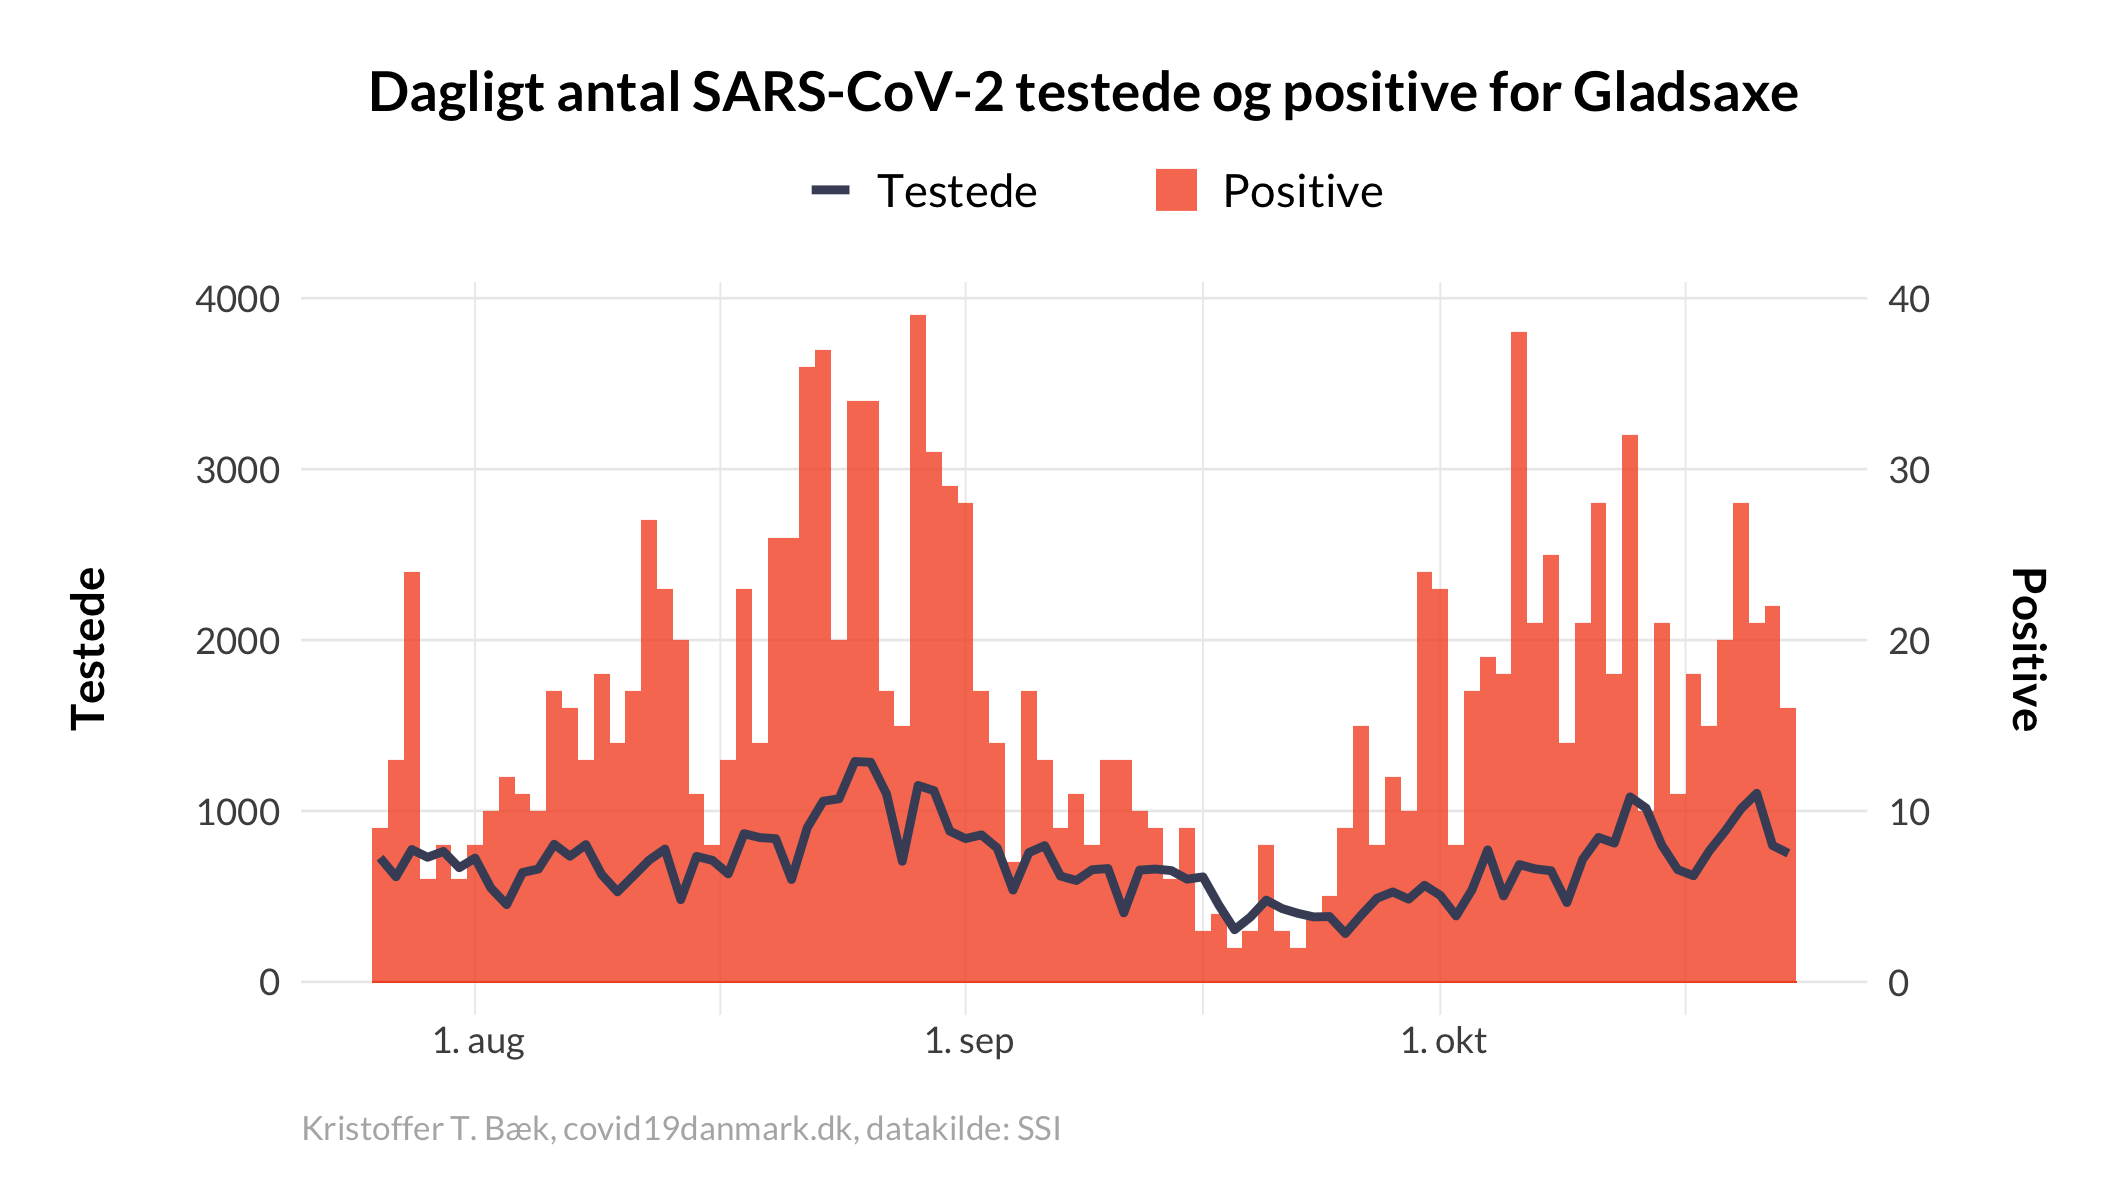 Dagligt antal SARS-CoV-2 testede og positive for Gladsaxe
Testede
Positive
4000
3000
2000
1000
0
Testede
40
30
20
10
0
Positive
1. aug
1. sep
1. okt
Kristoffer T. Bæk, covid19danmark.dk, datakilde: SSI